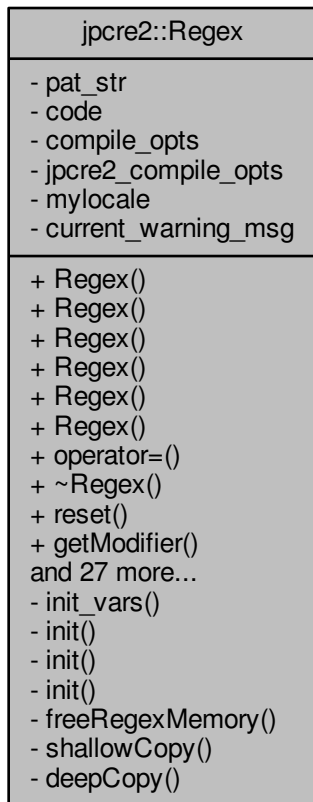 jpcre2::Regex
- pat_str
- code
- compile_opts
- jpcre2_compile_opts
- mylocale
- current_warning_msg
+ Regex()
+ Regex()
+ Regex()
+ Regex()
+ Regex()
+ Regex()
+ operator=()
+ ~Regex()
+ reset()
+ getModifier()
and 27 more...
- init_vars()
- init()
- init()
- init()
- freeRegexMemory()
- shallowCopy()
- deepCopy()